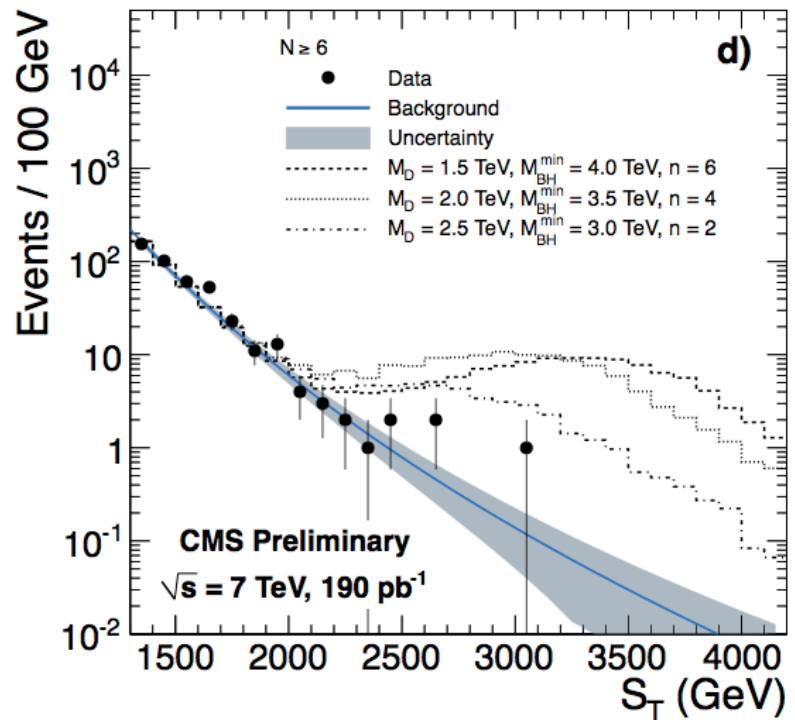 d)
N ≥ 6
Data
Background
Uncertainty
M_D = 1.5 TeV, M_BH^min = 4.0 TeV, n = 6
M_D = 2.0 TeV, M_BH^min = 3.5 TeV, n = 4
M_D = 2.5 TeV, M_BH^min = 3.0 TeV, n = 2
Events / 100 GeV
10^4
10^3
10^2
10
1
10^-1
10^-2
CMS Preliminary
√s = 7 TeV, 190 pb^-1
1500 2000 2500 3000 3500 4000
S_T (GeV)